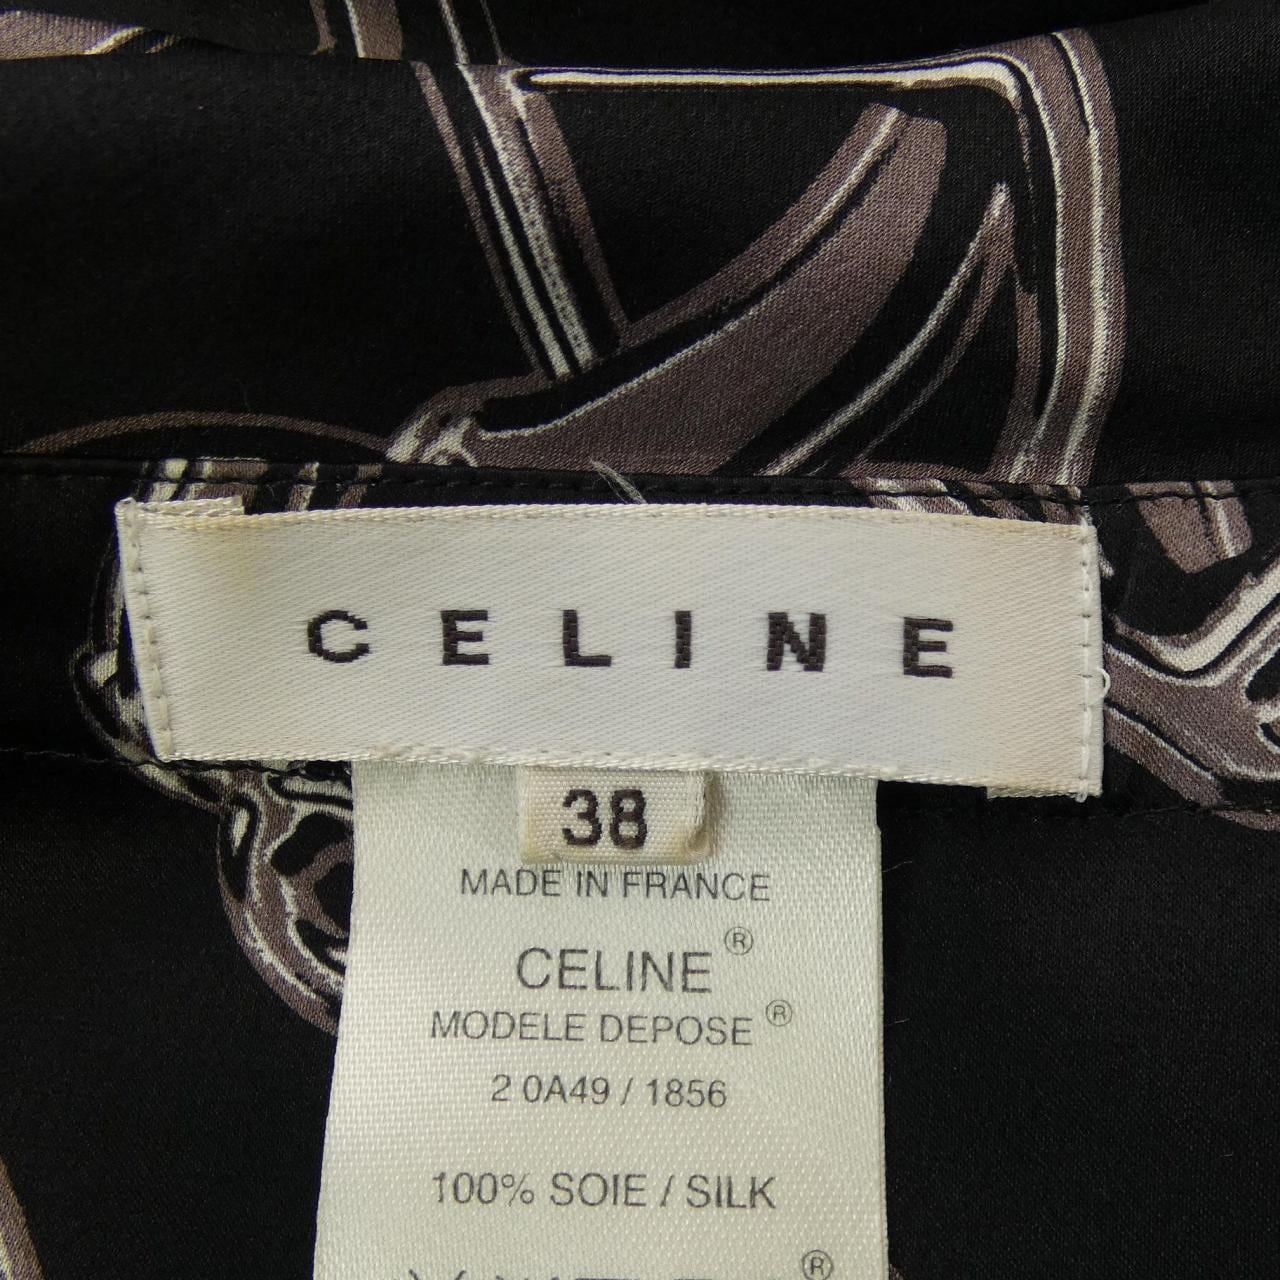 CELINE
38
MADE IN FRANCE
CELINE®
MODELE DEPOSE®
2 0A49 / 1856
100% SOIE / SILK
®